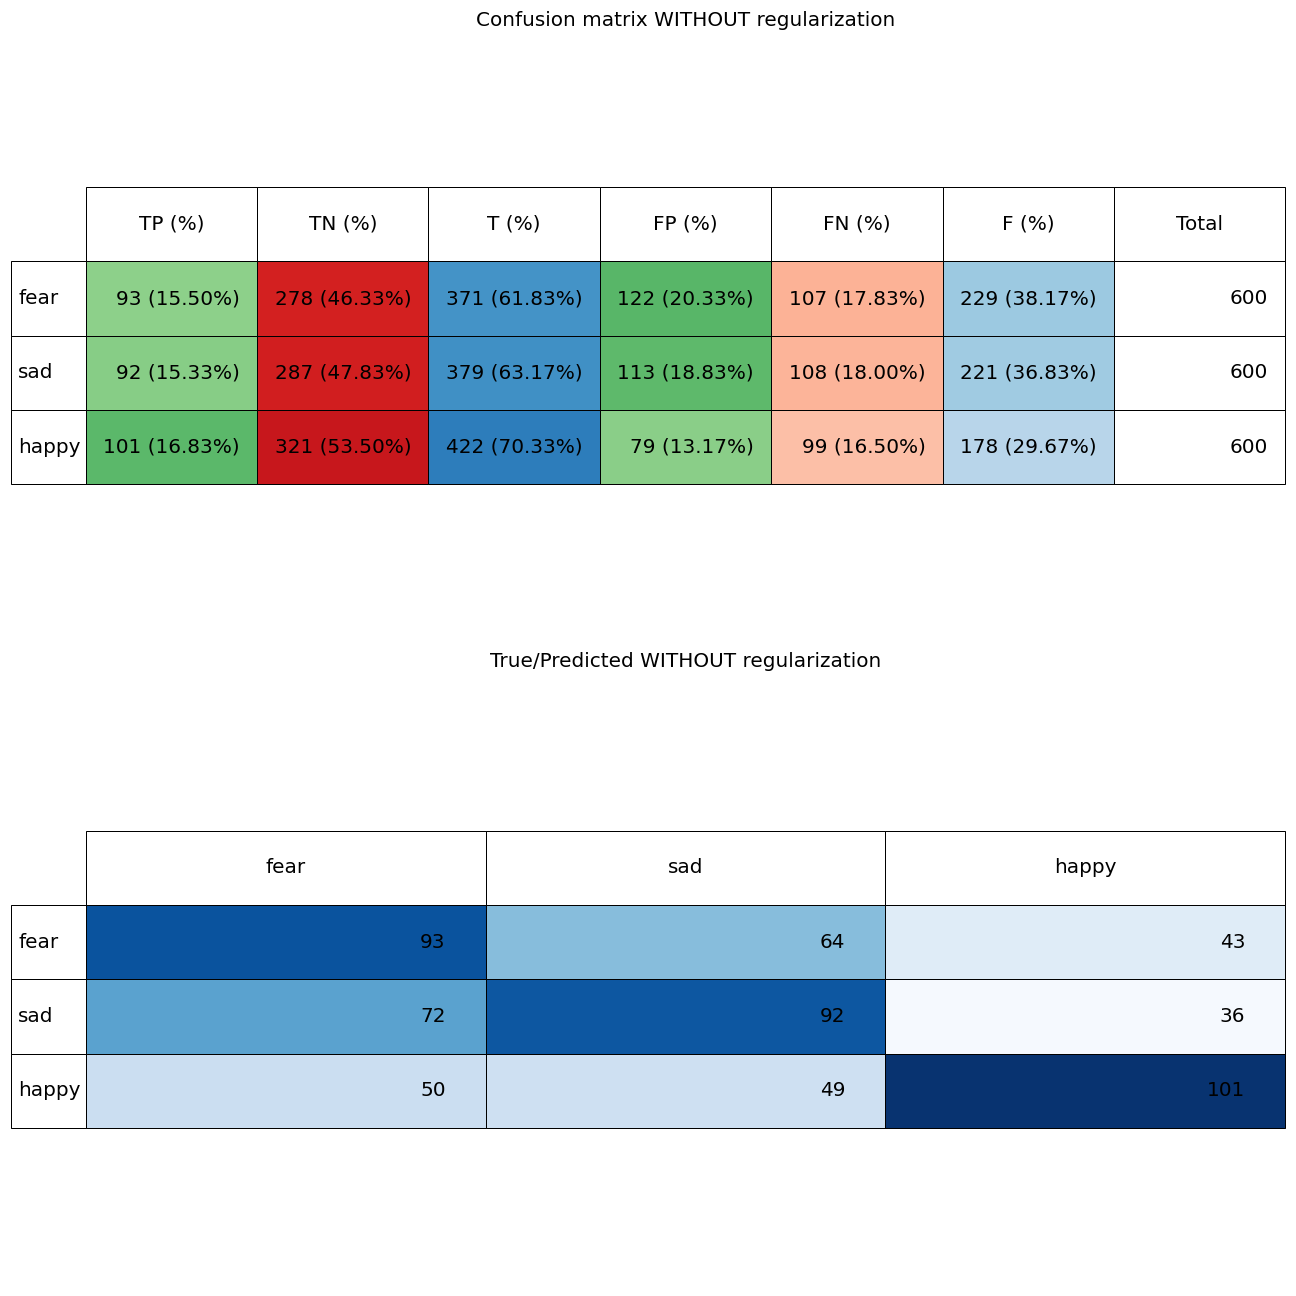 Confusion matrix WITHOUT regularization
TP (%) TN (%) T (%) FP (%) FN (%) F (%) Total
fear 93 (15.50%) 278 (46.33%) 371 (61.83%) 122 (20.33%) 107 (17.83%) 229 (38.17%) 600
sad 92 (15.33%) 287 (47.83%) 379 (63.17%) 113 (18.83%) 108 (18.00%) 221 (36.83%) 600
happy 101 (16.83%) 321 (53.50%) 422 (70.33%) 79 (13.17%) 99 (16.50%) 178 (29.67%) 600
True/Predicted WITHOUT regularization
fear sad happy
fear 93 64 43
sad 72 92 36
happy 50 49 101